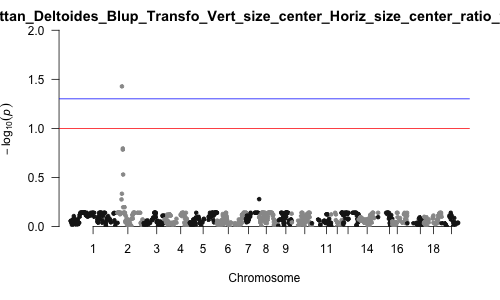 ttan_Deltoides_Blup_Transfo_Vert_size_center_Horiz_size_center_ratio_
2.0
1.5
1.0
0.5
0.0
− log10(p)
1 2 3 4 5 6 7 8 9 11 14 16 18
Chromosome